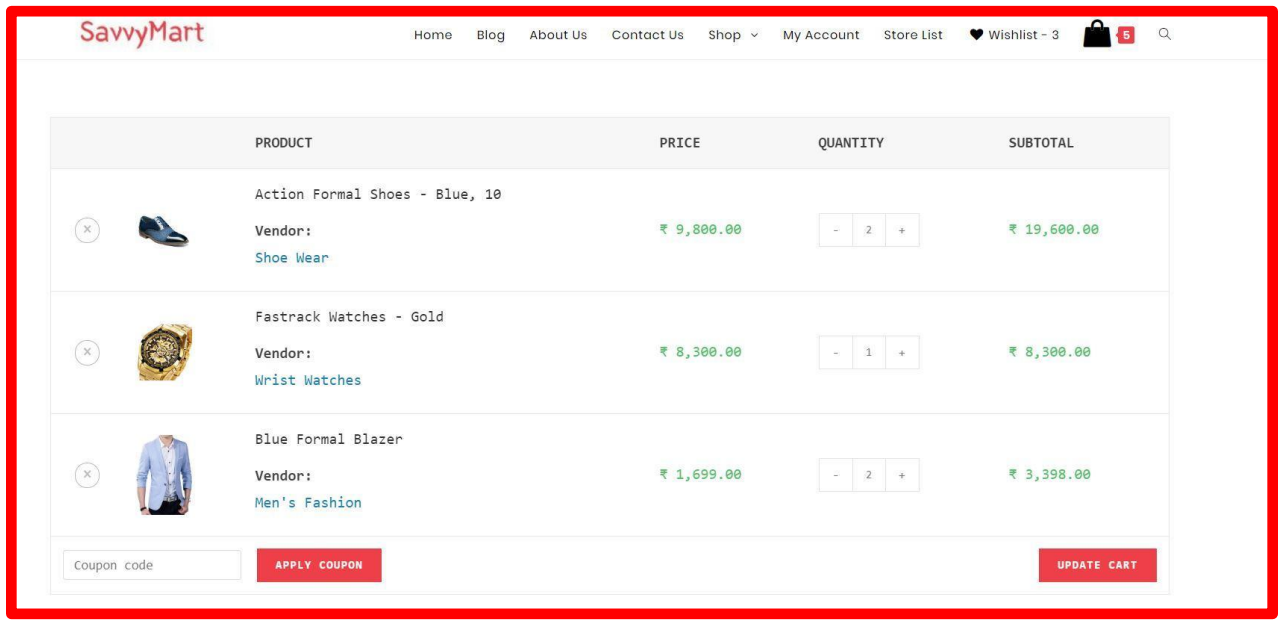 SavvyMart
Home Blog About Us Contact Us Shop My Account Store List Wishlist - 3 5
PRODUCT PRICE QUANTITY SUBTOTAL
Action Formal Shoes - Blue, 10
Vendor:
Shoe Wear
x ₹ 9,800.00 - 2 + ₹ 19,600.00
Fastrack Watches - Gold
Vendor:
Wrist Watches
x ₹ 8,300.00 - 1 + ₹ 8,300.00
Blue Formal Blazer
Vendor:
Men's Fashion
x ₹ 1,699.00 - 2 + ₹ 3,398.00
Coupon code APPLY COUPON UPDATE CART